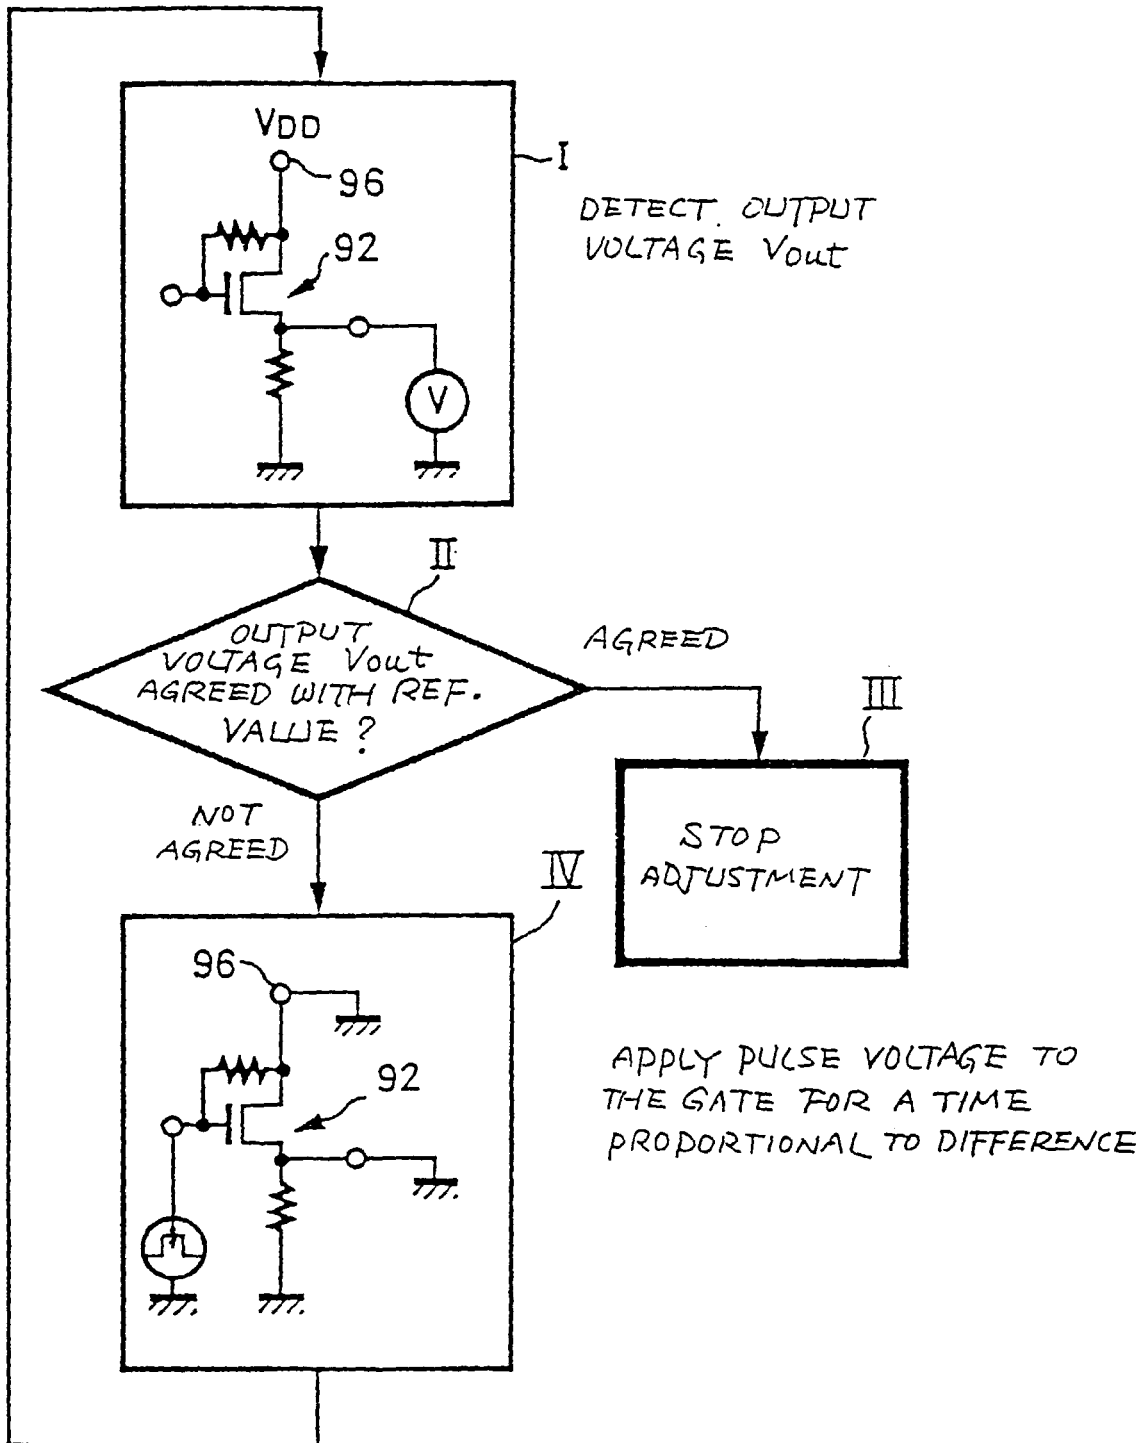 VDD
96
I
DETECT. OUTPUT
VOLTAGE Vout
92
V
II
OUTPUT
VOLTAGE Vout
AGREED WITH REF.
VALUE ?
AGREED
III
STOP
ADJUSTMENT
NOT
AGREED
IV
96
92
APPLY PULSE VOLTAGE TO
THE GATE FOR A TIME
PRODORTIONAL TO DIFFERENCE